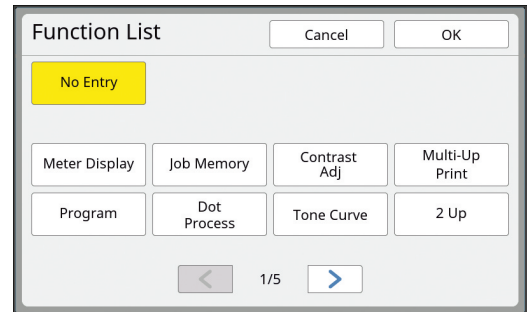 Function List
Cancel
OK
No Entry
Meter Display
Job Memory
Contrast
Adj
Multi-Up
Print
Program
Dot
Process
Tone Curve
2 Up
1/5